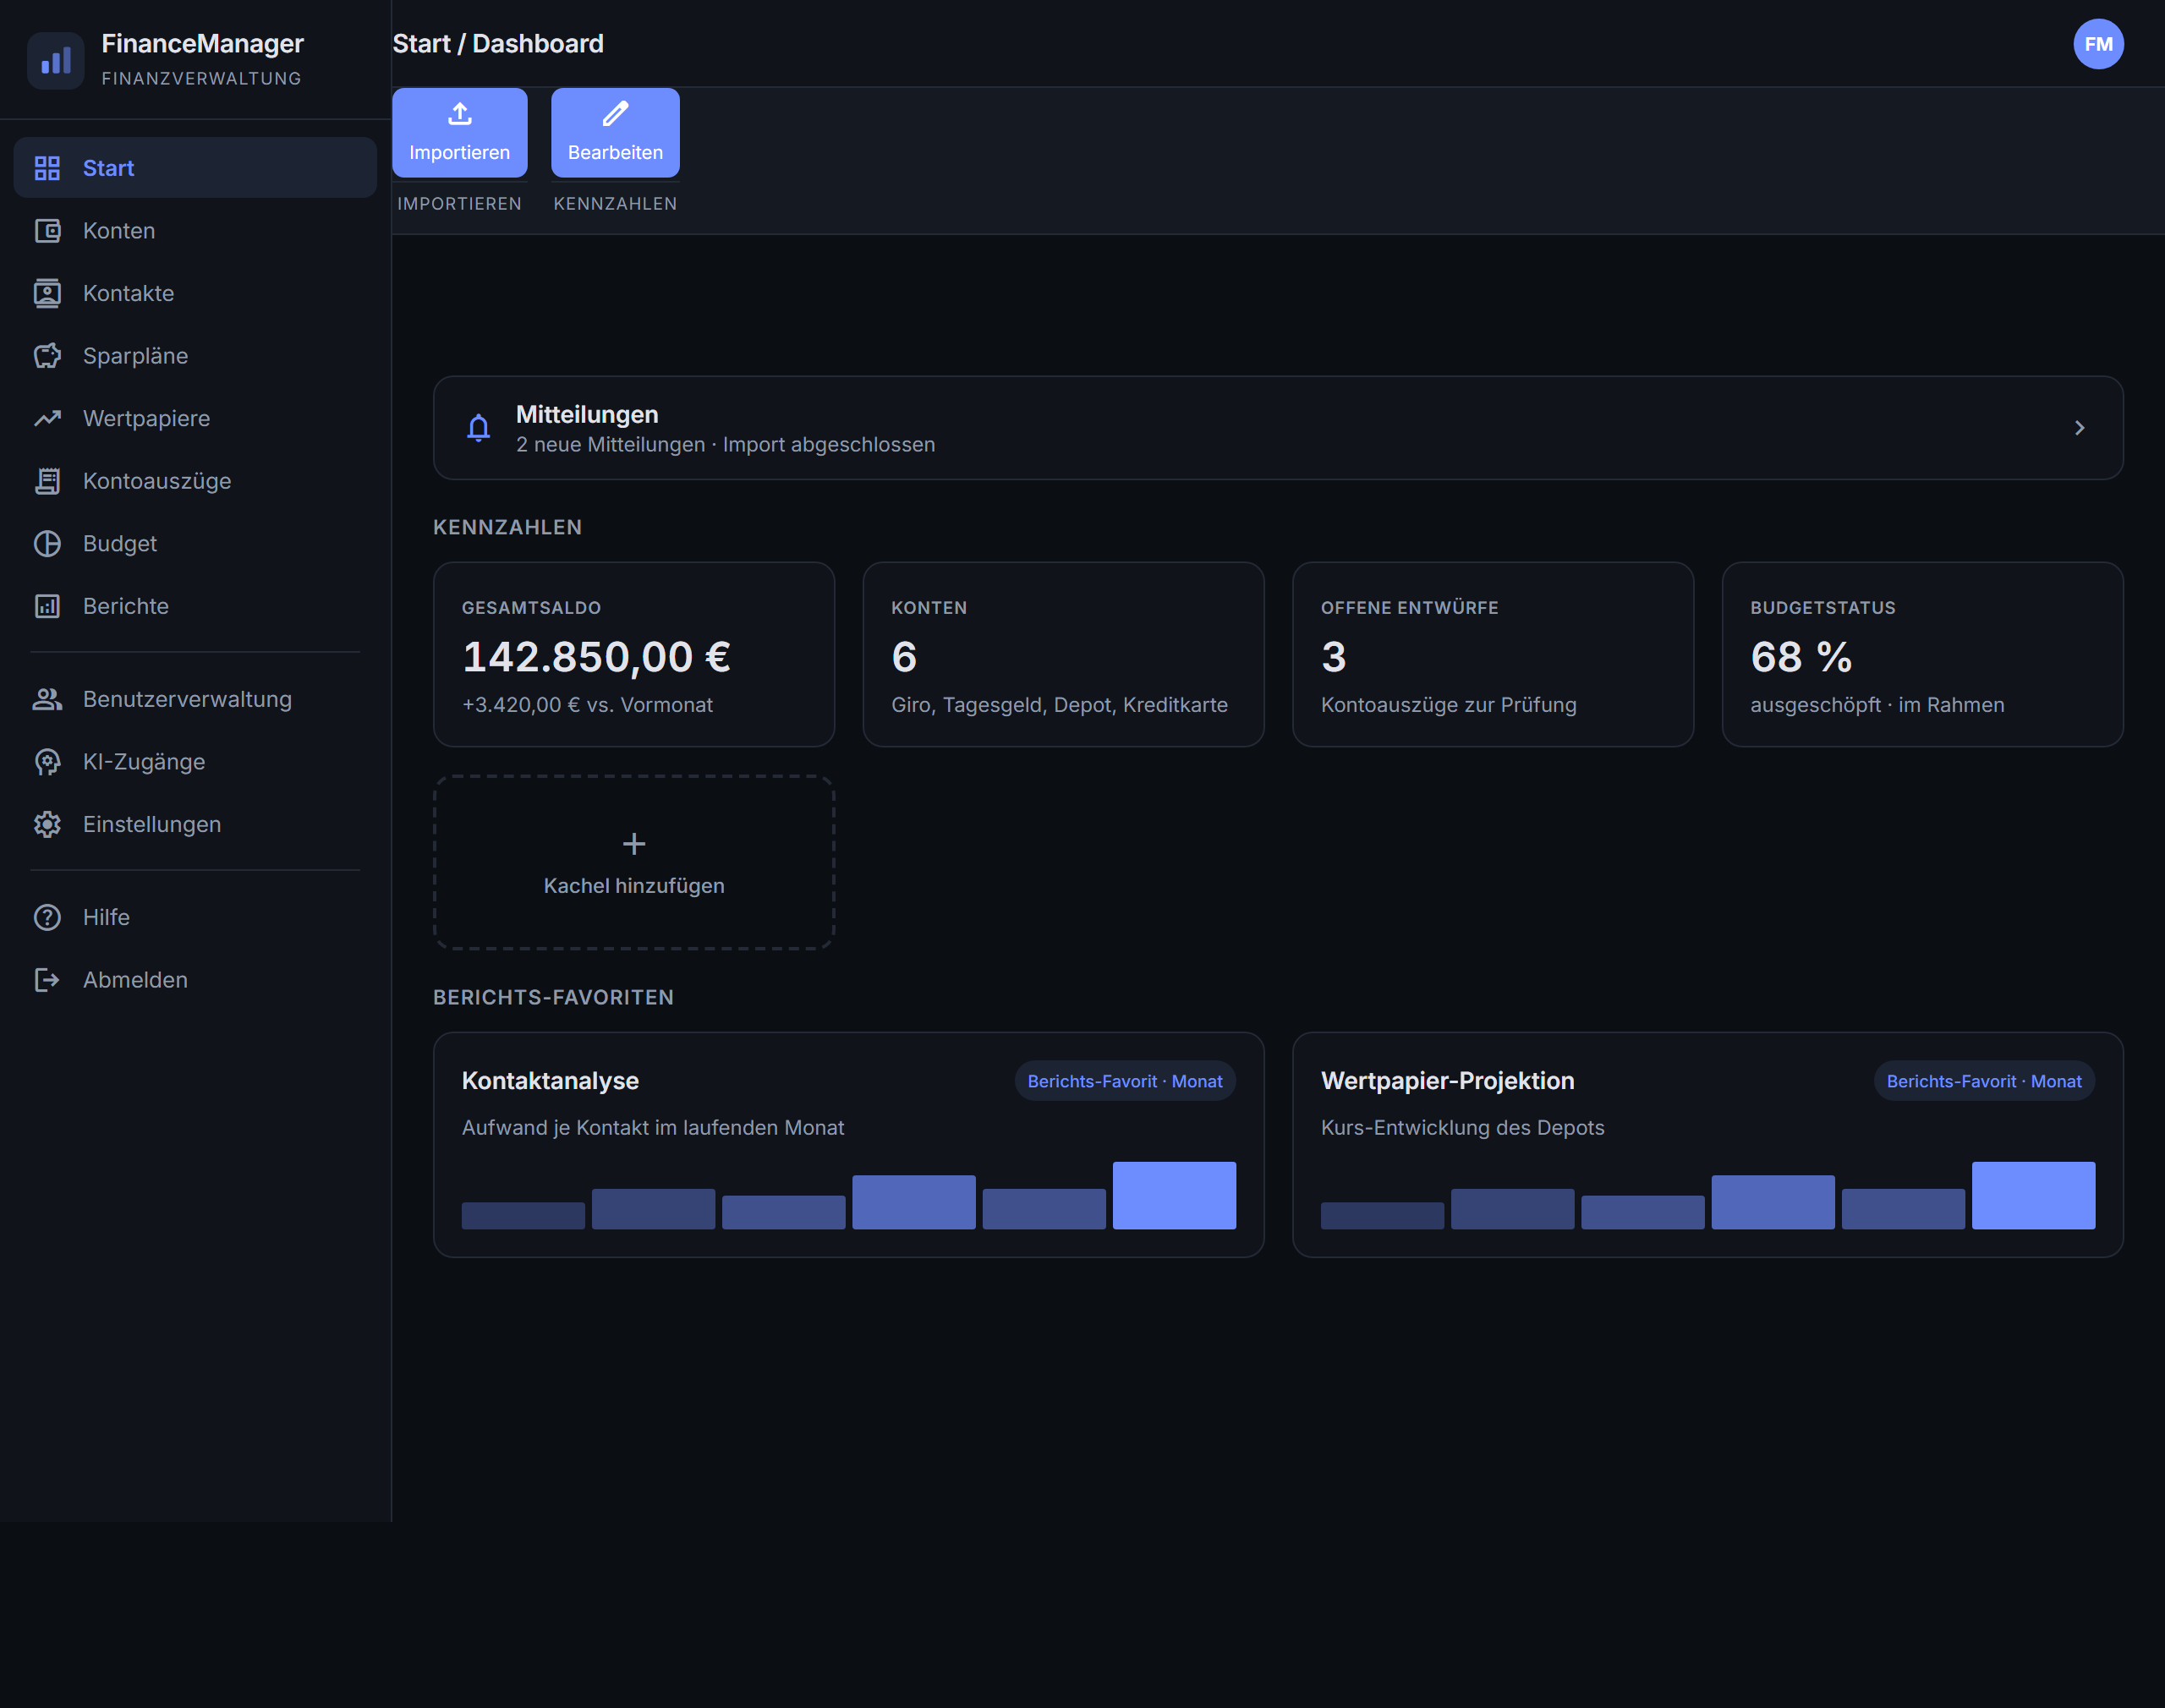 FinanceManager
FINANZVERWALTUNG
Start
Konten
Kontakte
Sparpläne
Wertpapiere
Kontoauszüge
Budget
Berichte
Benutzerverwaltung
KI-Zugänge
Einstellungen
Hilfe
Abmelden
Start / Dashboard
FM
Importieren
Bearbeiten
IMPORTIEREN
KENNZAHLEN
Mitteilungen
2 neue Mitteilungen · Import abgeschlossen
KENNZAHLEN
GESAMTSALDO
142.850,00 €
+3.420,00 € vs. Vormonat
KONTEN
6
Giro, Tagesgeld, Depot, Kreditkarte
OFFENE ENTWÜRFE
3
Kontoauszüge zur Prüfung
BUDGETSTATUS
68 %
ausgeschöpft · im Rahmen
Kachel hinzufügen
BERICHTS-FAVORITEN
Kontaktanalyse
Berichts-Favorit · Monat
Aufwand je Kontakt im laufenden Monat
Wertpapier-Projektion
Berichts-Favorit · Monat
Kurs-Entwicklung des Depots